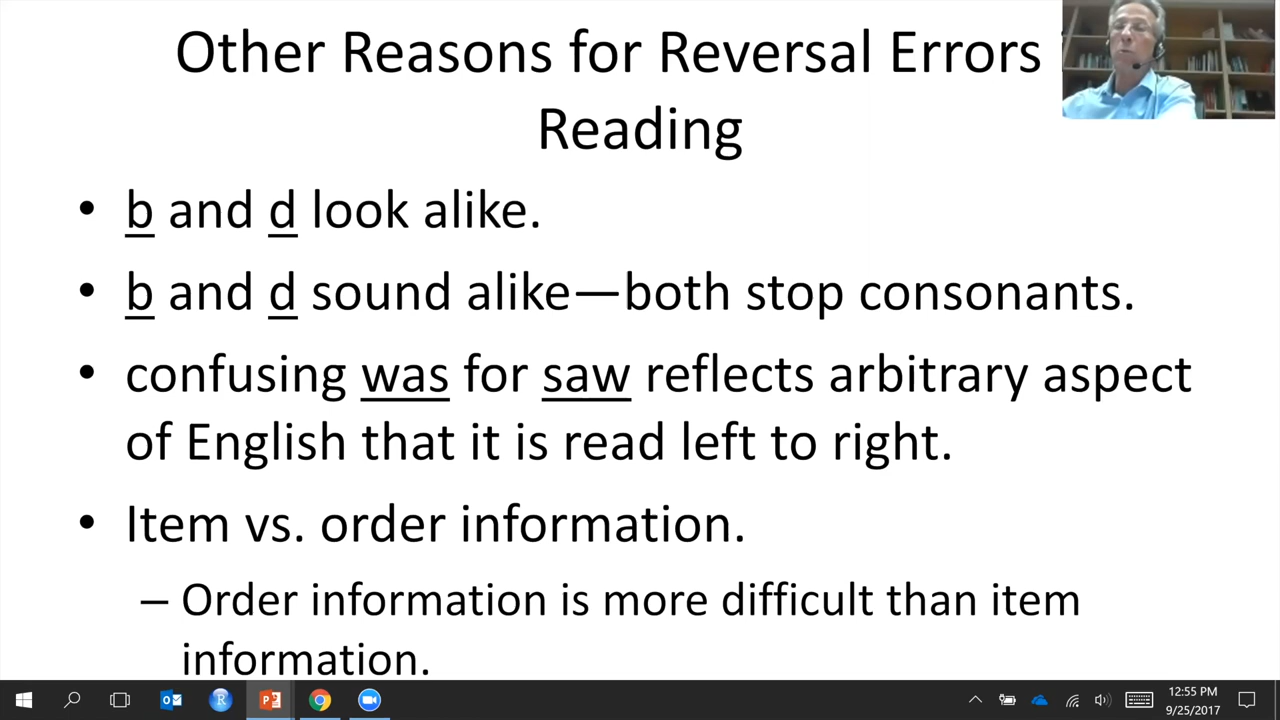 Other Reasons for Reversal Errors
Reading
• b and d look alike.
• b and d sound alike—both stop consonants.
• confusing was for saw reflects arbitrary aspect
of English that it is read left to right.
• Item vs. order information.
– Order information is more difficult than item
information.
12:55 PM
9/25/2017